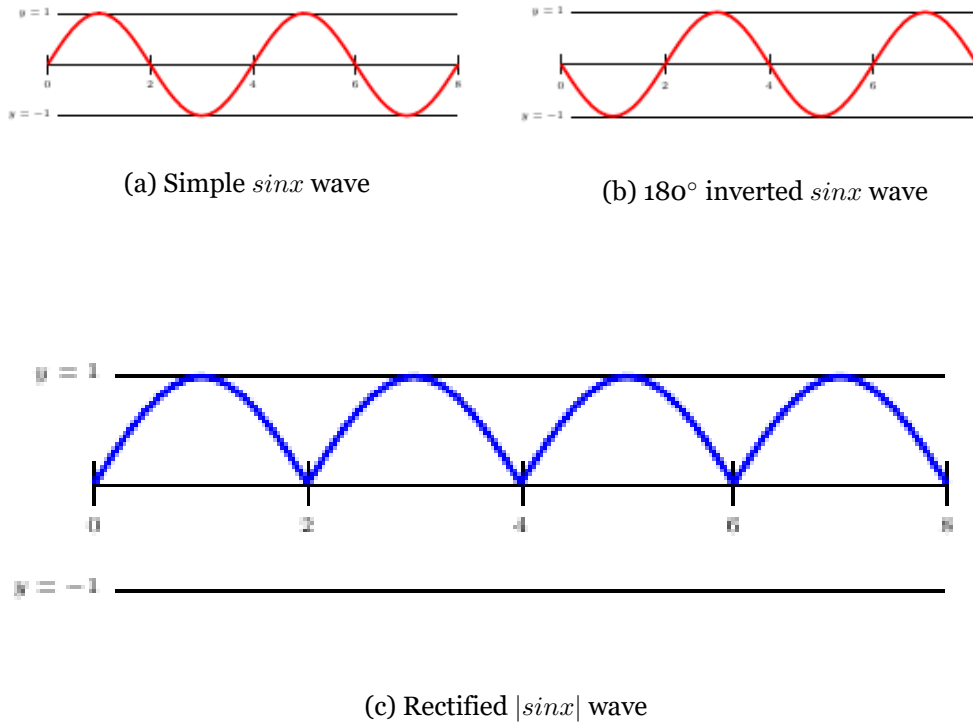 y = 1
0 2 4 6 8
y = −1
(a) Simple sinx wave
y = 1
0 2 4 6
y = −1
(b) 180° inverted sinx wave
y = 1
0 2 4 6 8
y = −1
(c) Rectified |sinx| wave